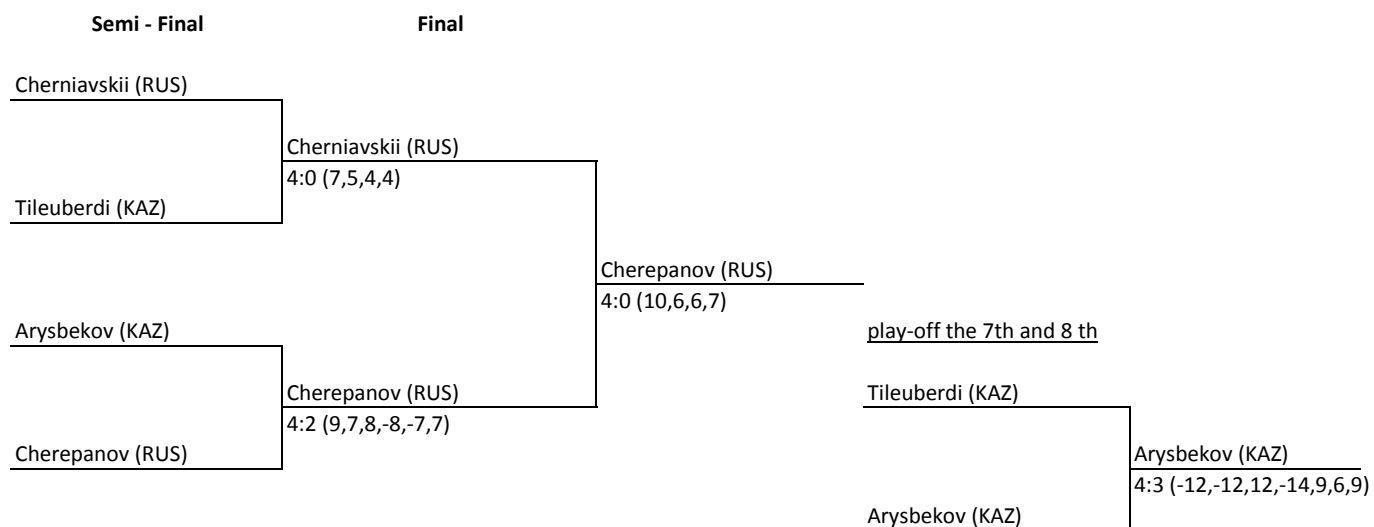 Semi - Final Final
Cherniavskii (RUS)
Cherniavskii (RUS)
4:0 (7,5,4,4)
Tileuberdi (KAZ)
Cherepanov (RUS)
4:0 (10,6,6,7)
Arysbekov (KAZ)
play-off the 7th and 8 th
Cherepanov (RUS)
Tileuberdi (KAZ)
4:2 (9,7,8,-8,-7,7)
Cherepanov (RUS)
Arysbekov (KAZ)
4:3 (-12,-12,12,-14,9,6,9)
Arysbekov (KAZ)